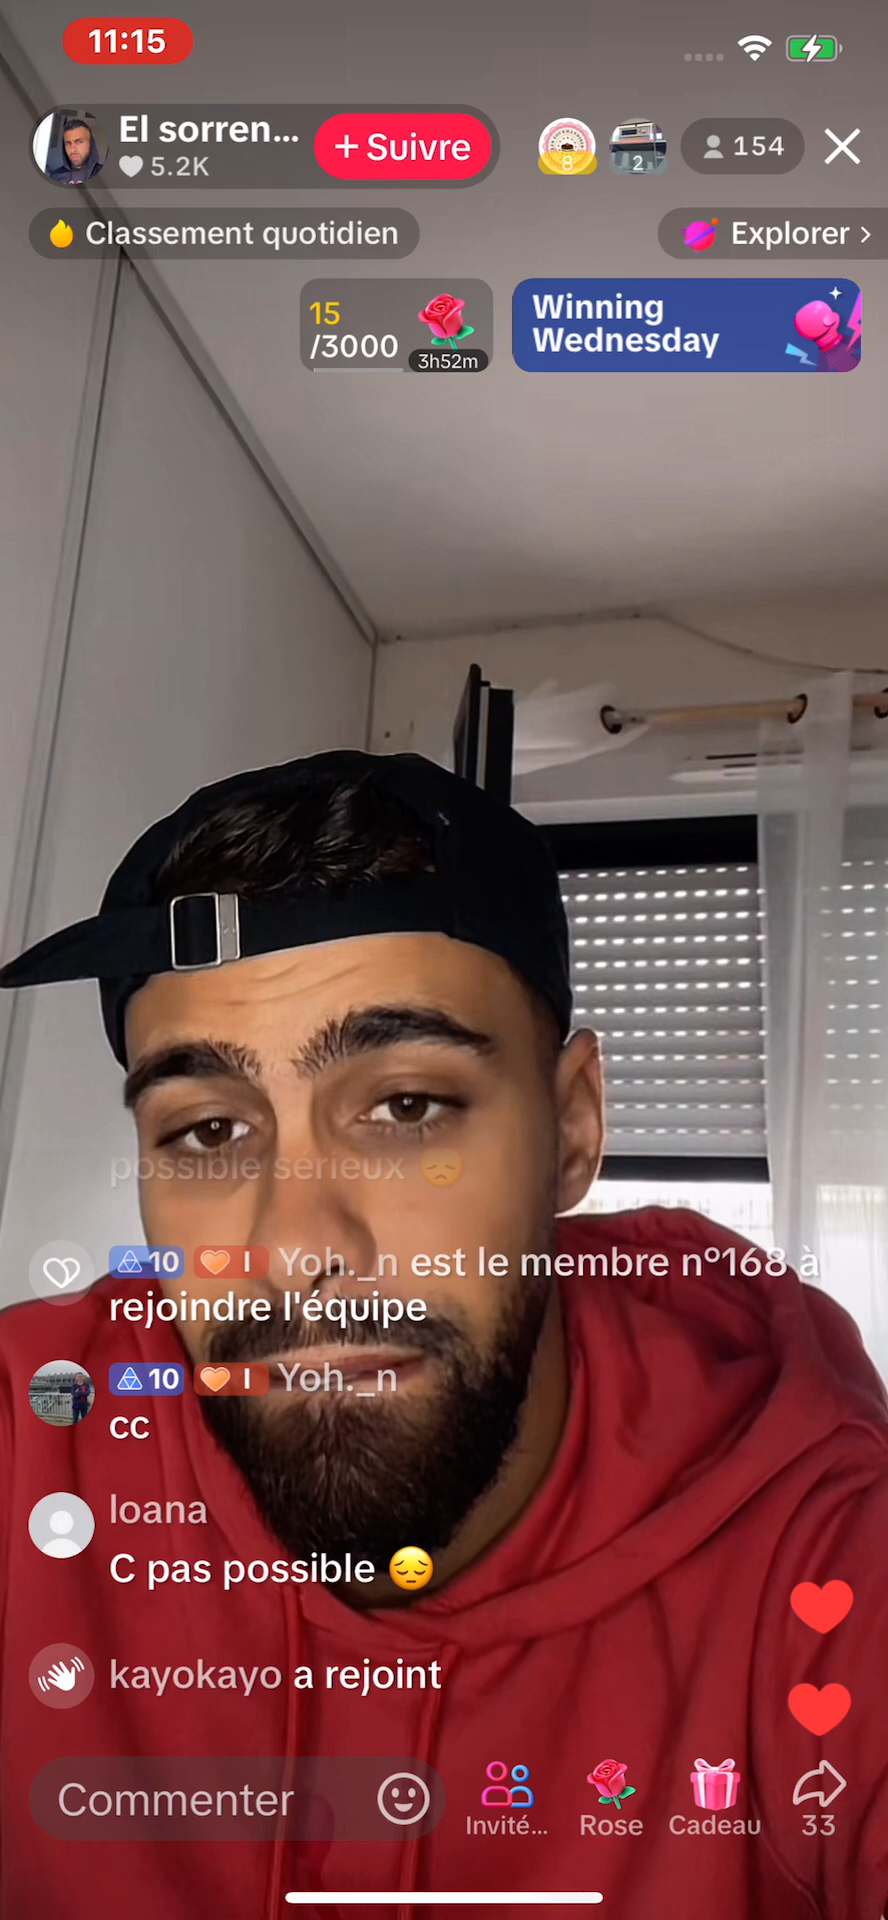 11:15
El sorren...
5.2K
+ Suivre
8
2
154
Classement quotidien
Explorer >
15
/3000
3h52m
Winning
Wednesday
possible sérieux 😞
10 I Yoh._n est le membre n°168 à
rejoindre l'équipe
10 I Yoh._n
cc
Ioana
C pas possible 😔
kayokayo a rejoint
Commenter
Invité...
Rose
Cadeau
33